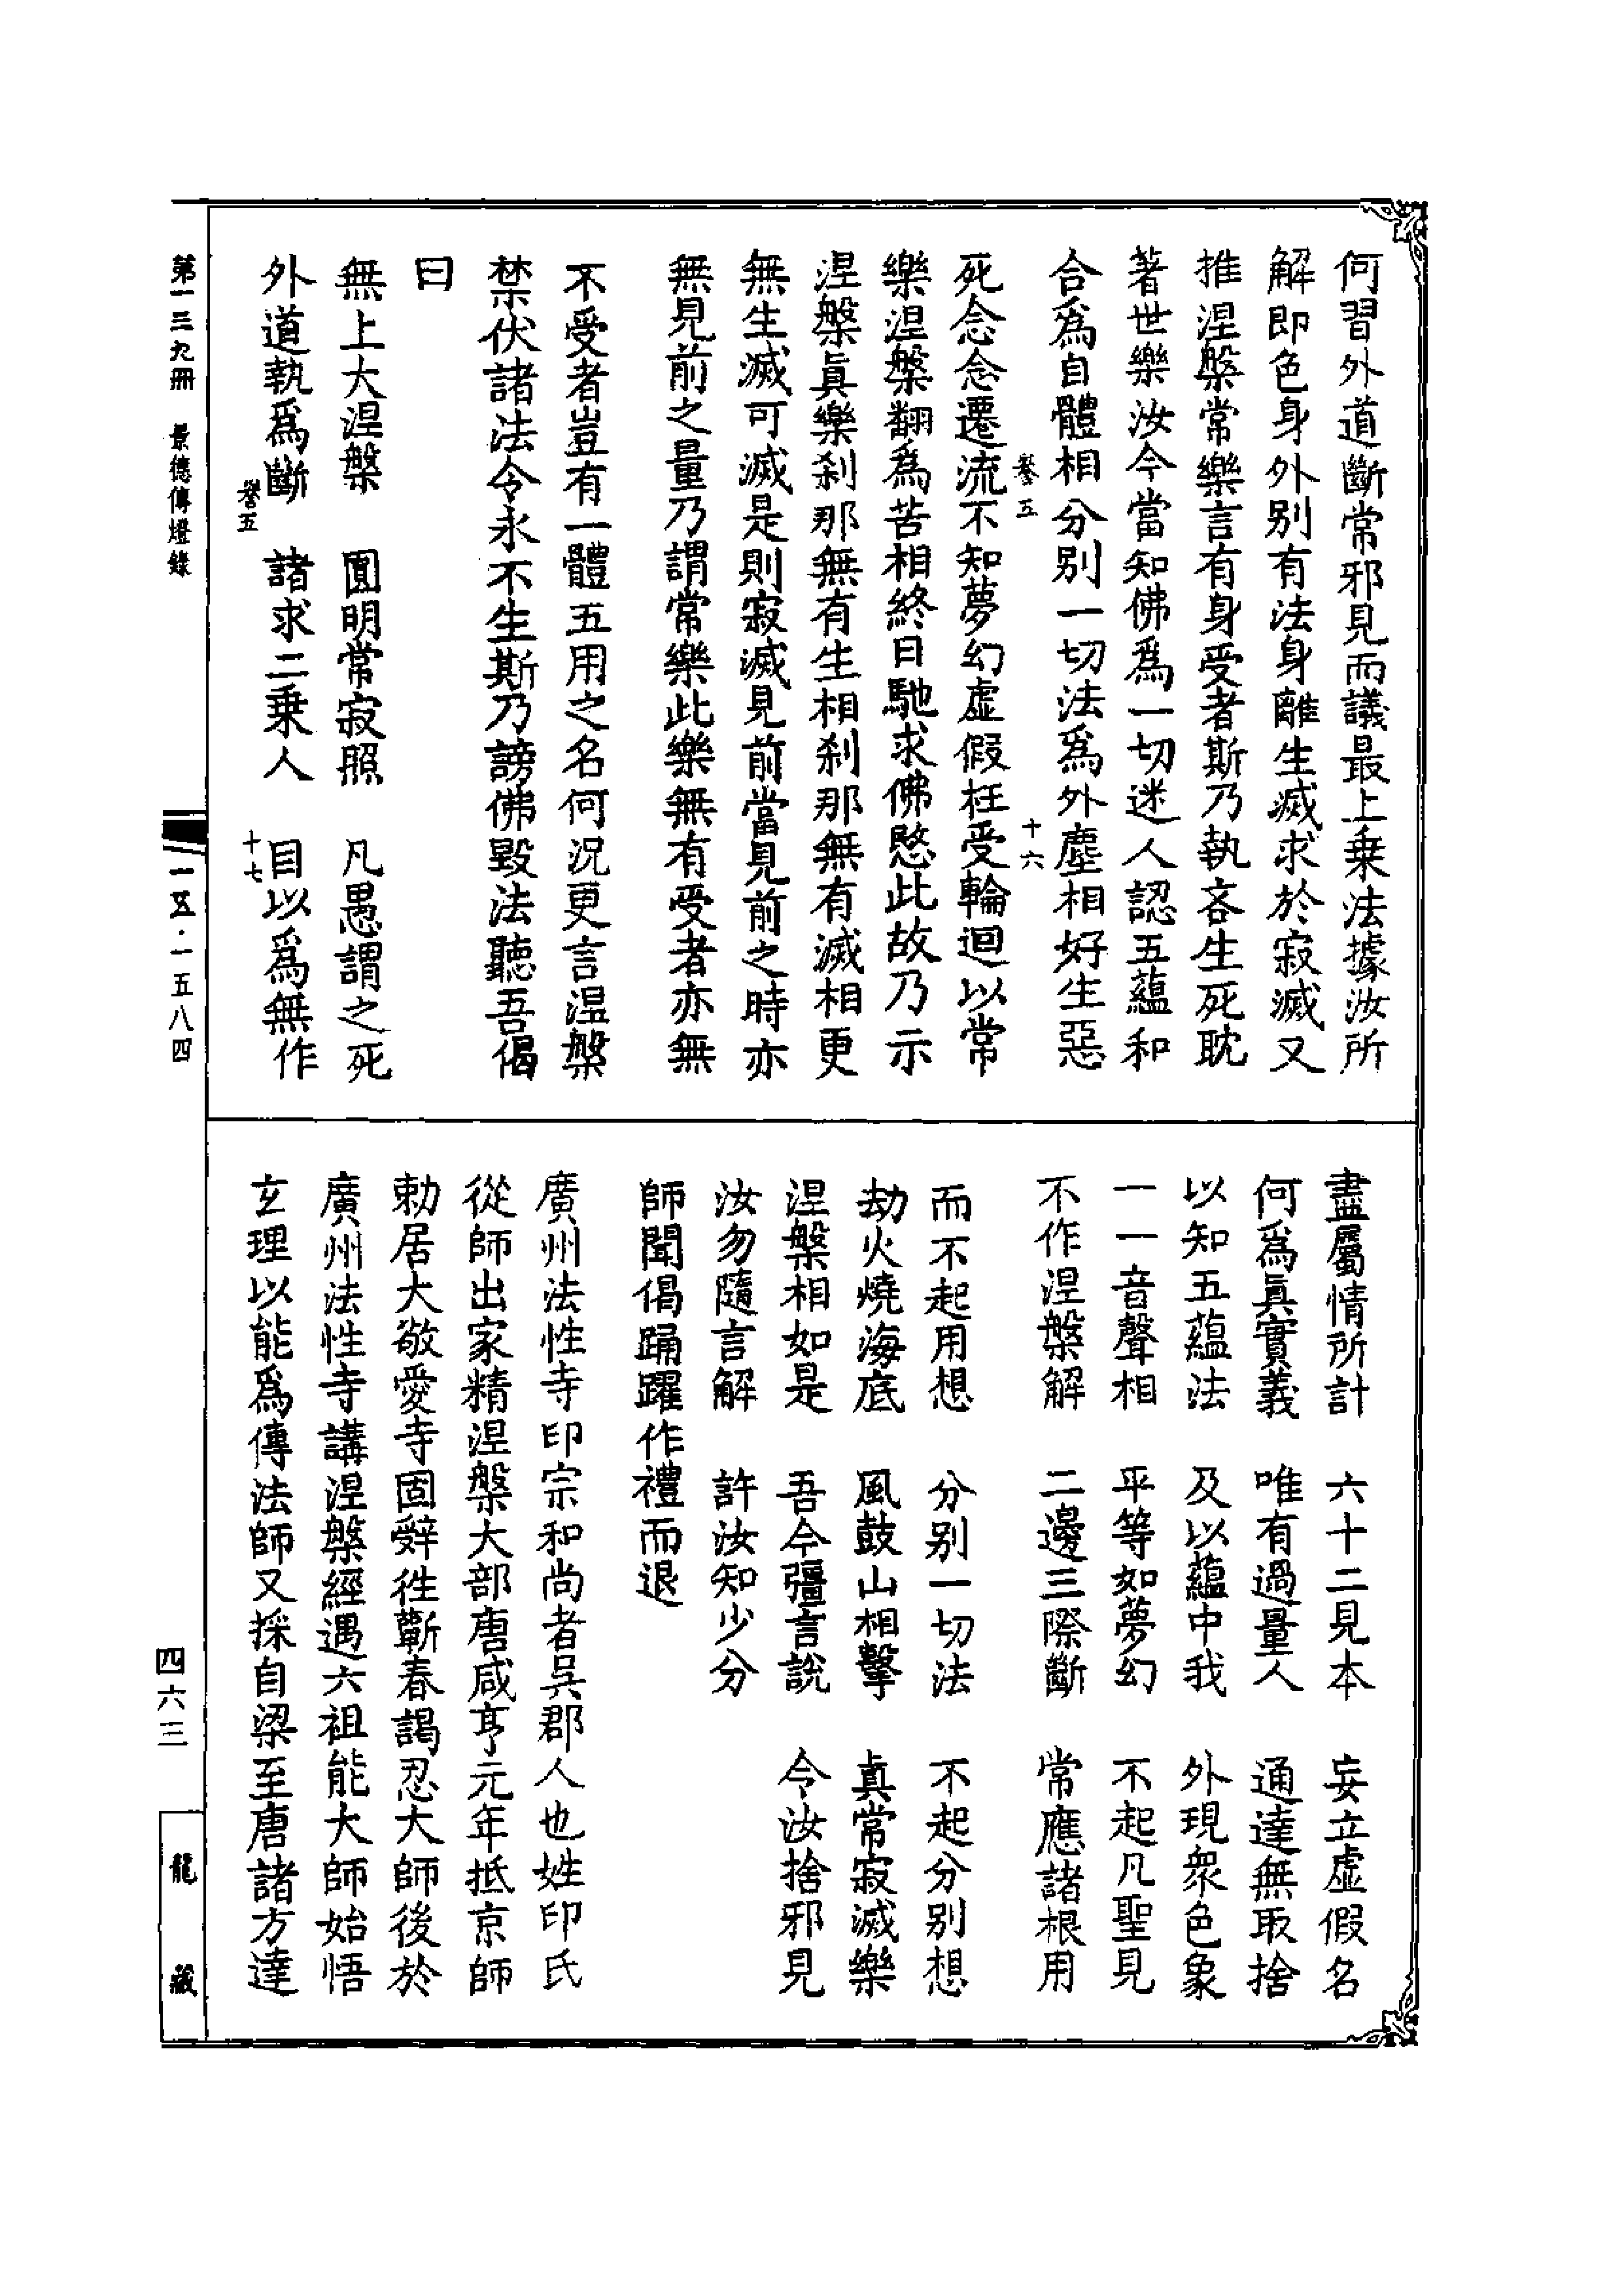 何習外道斷常邪見而議最上乗法據汝所
解即色身外别有法身離生滅求於寂滅又
推涅槃常樂言有身受者斯乃執吝生死耽
著世樂汝今當知佛爲一切迷人認五蘊和
合爲自體相分别一切法爲外塵相好生惡
卷五 十六
死念念遷流不知夢幻虛假枉受輪迴以常
樂涅槃翻爲苦相終日馳求佛愍此故乃示
涅槃眞樂刹那無有生相刹那無有滅相更
無生滅可滅是則寂滅見前當見前之時亦
無見前之量乃謂常樂此樂無有受者亦無
不受者豈有一體五用之名何況更言涅槃
禁伏諸法令永不生斯乃謗佛毀法聽吾偈
曰
無上大涅槃 圓明常寂照 凡愚謂之死
外道執爲斷 諸求二乗人 目以爲無作
卷五 十七
盡屬情所計 六十二見本 妄立虛假名
何爲眞實義 唯有過量人 通達無取捨
以知五蘊法 及以蘊中我 外現衆色象
一一音聲相 平等如夢幻 不起凡聖見
不作涅槃解 二邊三際斷 常應諸根用
而不起用想 分别一切法 不起分别想
劫火燒海底 風鼓山相擊 真常寂滅樂
涅槃相如是 吾今彊言說 令汝捨邪見
汝勿隨言解 許汝知少分
師聞偈踊躍作禮而退
廣州法性寺印宗和尚者吳郡人也姓印氏
從師出家精涅槃大部唐咸亨元年抵京師
勅居大敬愛寺固辤徃蘄春謁忍大師後於
廣州法性寺講涅槃經遇六祖能大師始悟
玄理以能爲傳法師又採自梁至唐諸方達
第一三九冊 景德傳燈錄
一五·一五八四
四六三
龍藏